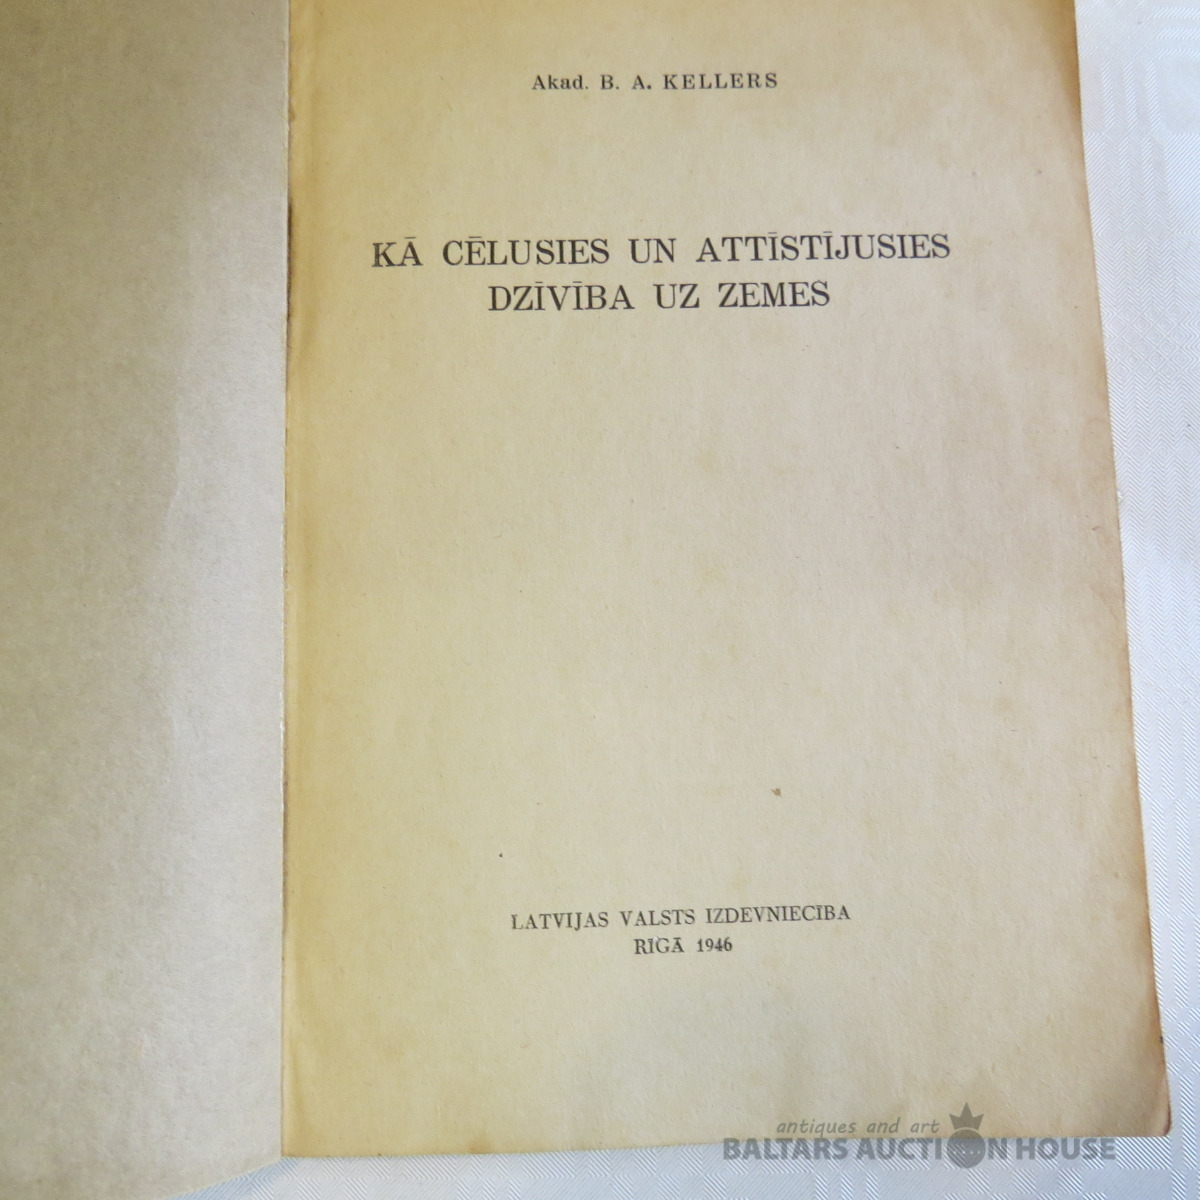 Akad. B. A. KELLERS
KĀ CĒLUSIES UN ATTĪSTĪJUSIES
DZĪVĪBA UZ ZEMES
LATVIJAS VALSTS IZDEVNIECĪBA
RĪGĀ 1946
antiques and art
BALTARS AUCTION HOUSE